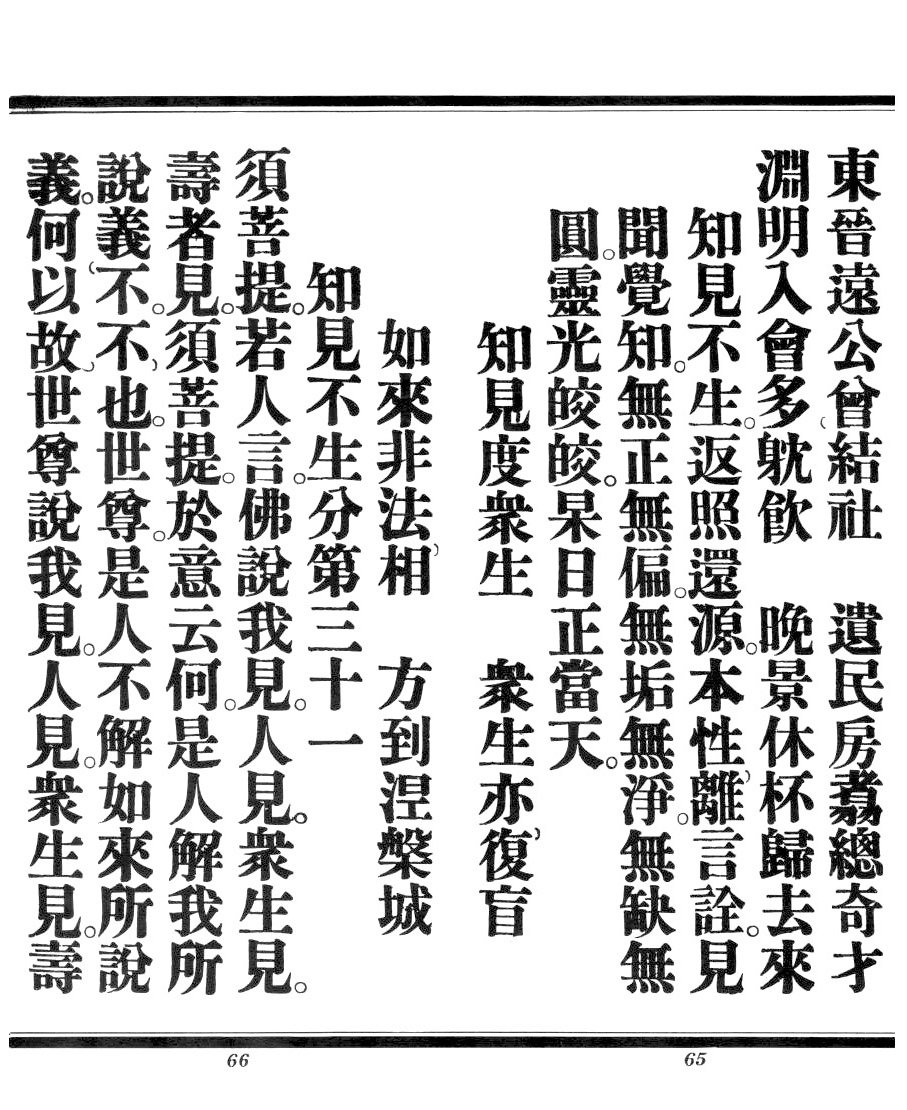 東晉遠公曾結社　遺民房翥總奇才
淵明入會多躭飲　晚景休杯歸去來
知見不生。返照還源。本性離言詮。見
聞覺知。無正無偏。無垢無淨。無缺無
圓。靈光皎皎。杲日正當天。
知見度衆生　衆生亦復盲
65
如來非法相　方到涅槃城
知見不生分第三十一
須菩提。若人言。佛說我見。人見。衆生見。
壽者見。須菩提。於意云何。是人解我所
說義不。不也。世尊。是人不解如來所說
義。何以故世尊說我見。人見。衆生見。壽
66